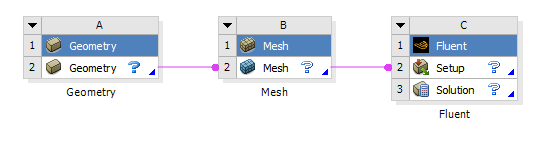 A
1 Geometry
2 Geometry ?
Geometry
B
1 Mesh
2 Mesh ?
Mesh
C
1 Fluent
2 Setup ?
3 Solution ?
Fluent